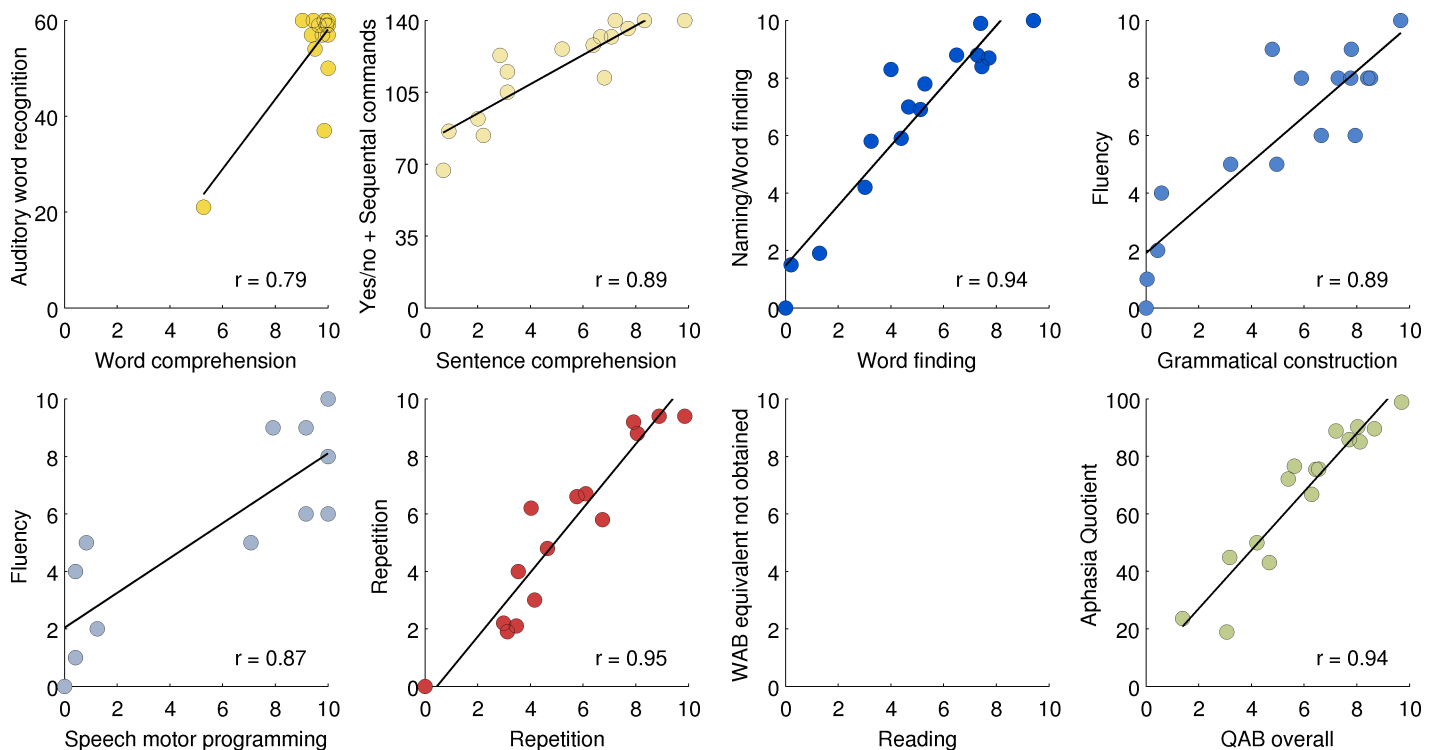 Auditory word recognition
60
40
20
0
0 2 4 6 8 10
r = 0.79
Word comprehension
Yes/no + Sequental commands
140
105
70
35
0
0 2 4 6 8 10
r = 0.89
Sentence comprehension
Naming/Word finding
10
8
6
4
2
0
0 2 4 6 8 10
r = 0.94
Word finding
Fluency
10
8
6
4
2
0
0 2 4 6 8 10
r = 0.89
Grammatical construction
Fluency
10
8
6
4
2
0
0 2 4 6 8 10
r = 0.87
Speech motor programming
Repetition
10
8
6
4
2
0
0 2 4 6 8 10
r = 0.95
Repetition
WAB equivalent not obtained
10
8
6
4
2
0
0 2 4 6 8 10
Reading
Aphasia Quotient
100
80
60
40
20
0
0 2 4 6 8 10
r = 0.94
QAB overall